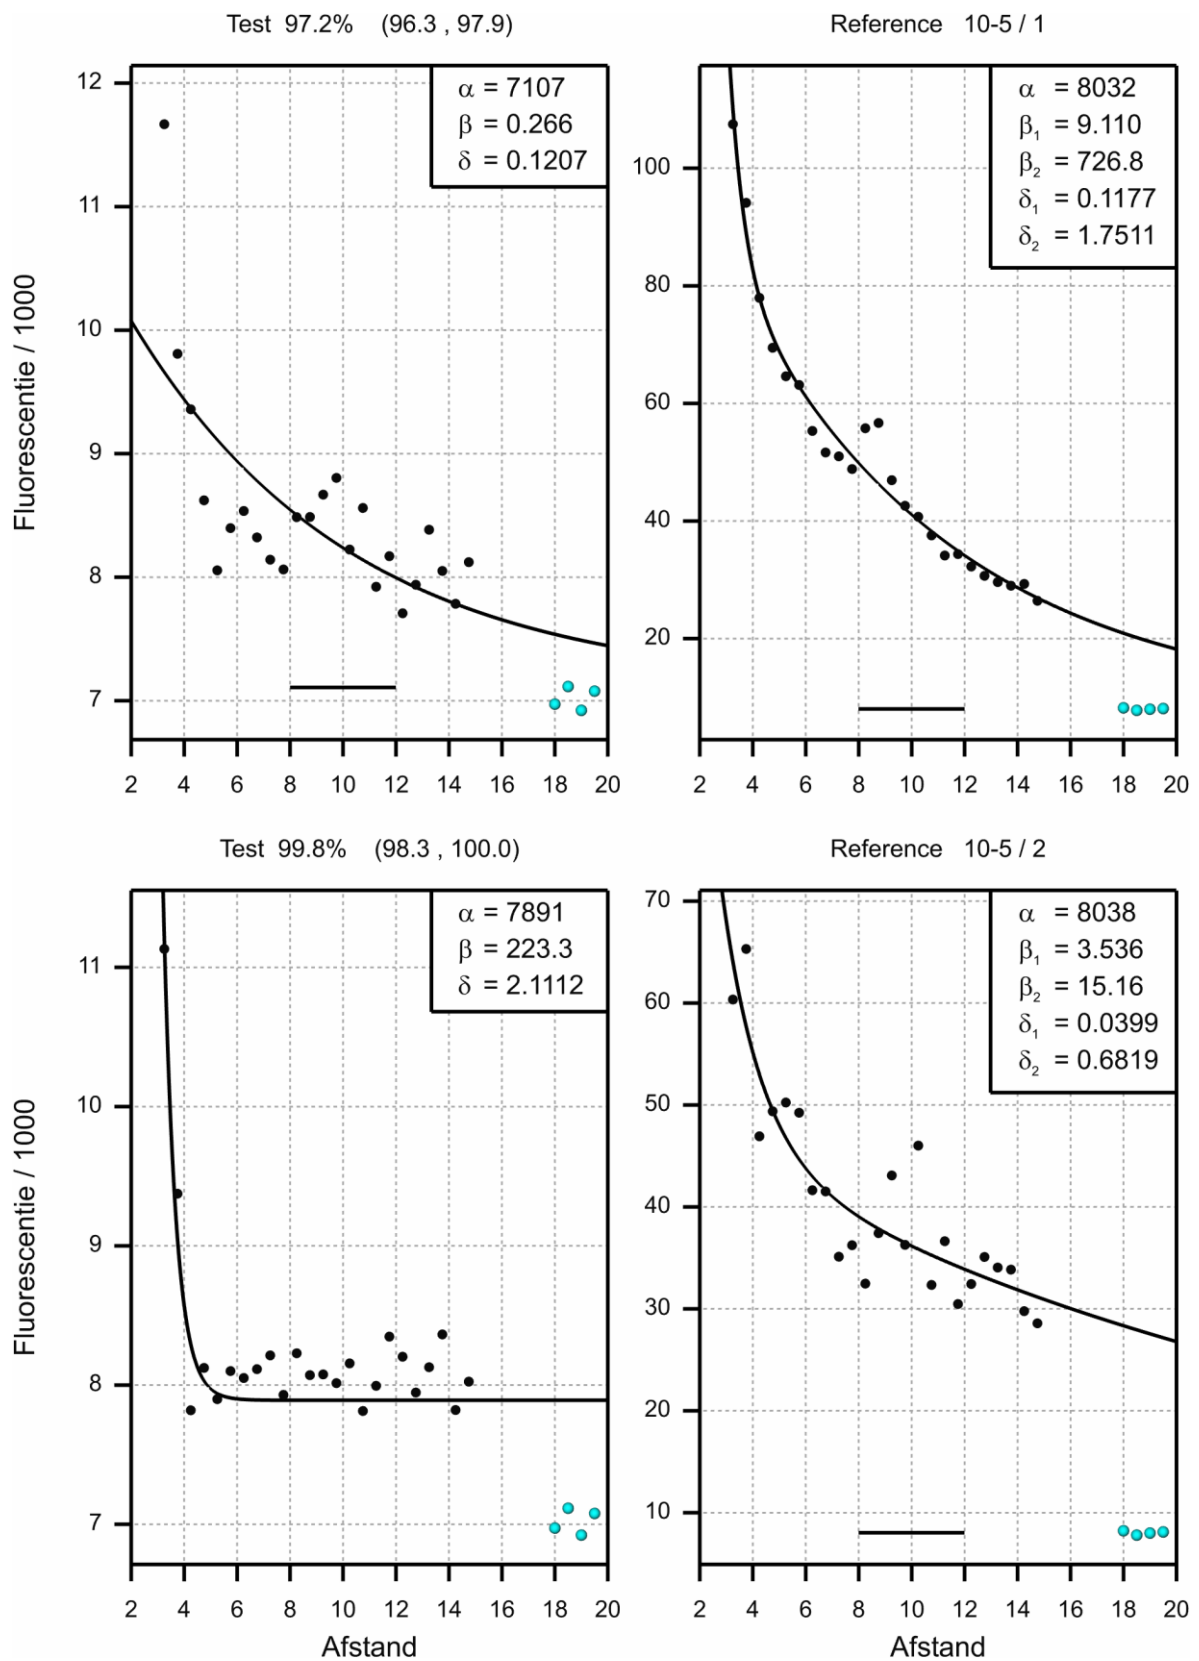 Test 97.2% (96.3 , 97.9)
α = 7107
β = 0.266
δ = 0.1207
12
11
10
9
8
7
Fluorescentie / 1000
2 4 6 8 10 12 14 16 18 20
Reference 10-5 / 1
α = 8032
β₁ = 9.110
β₂ = 726.8
δ₁ = 0.1177
δ₂ = 1.7511
100
80
60
40
20
2 4 6 8 10 12 14 16 18 20
Test 99.8% (98.3 , 100.0)
α = 7891
β = 223.3
δ = 2.1112
11
10
9
8
7
Fluorescentie / 1000
2 4 6 8 10 12 14 16 18 20
Afstand
Reference 10-5 / 2
α = 8038
β₁ = 3.536
β₂ = 15.16
δ₁ = 0.0399
δ₂ = 0.6819
70
60
50
40
30
20
10
2 4 6 8 10 12 14 16 18 20
Afstand